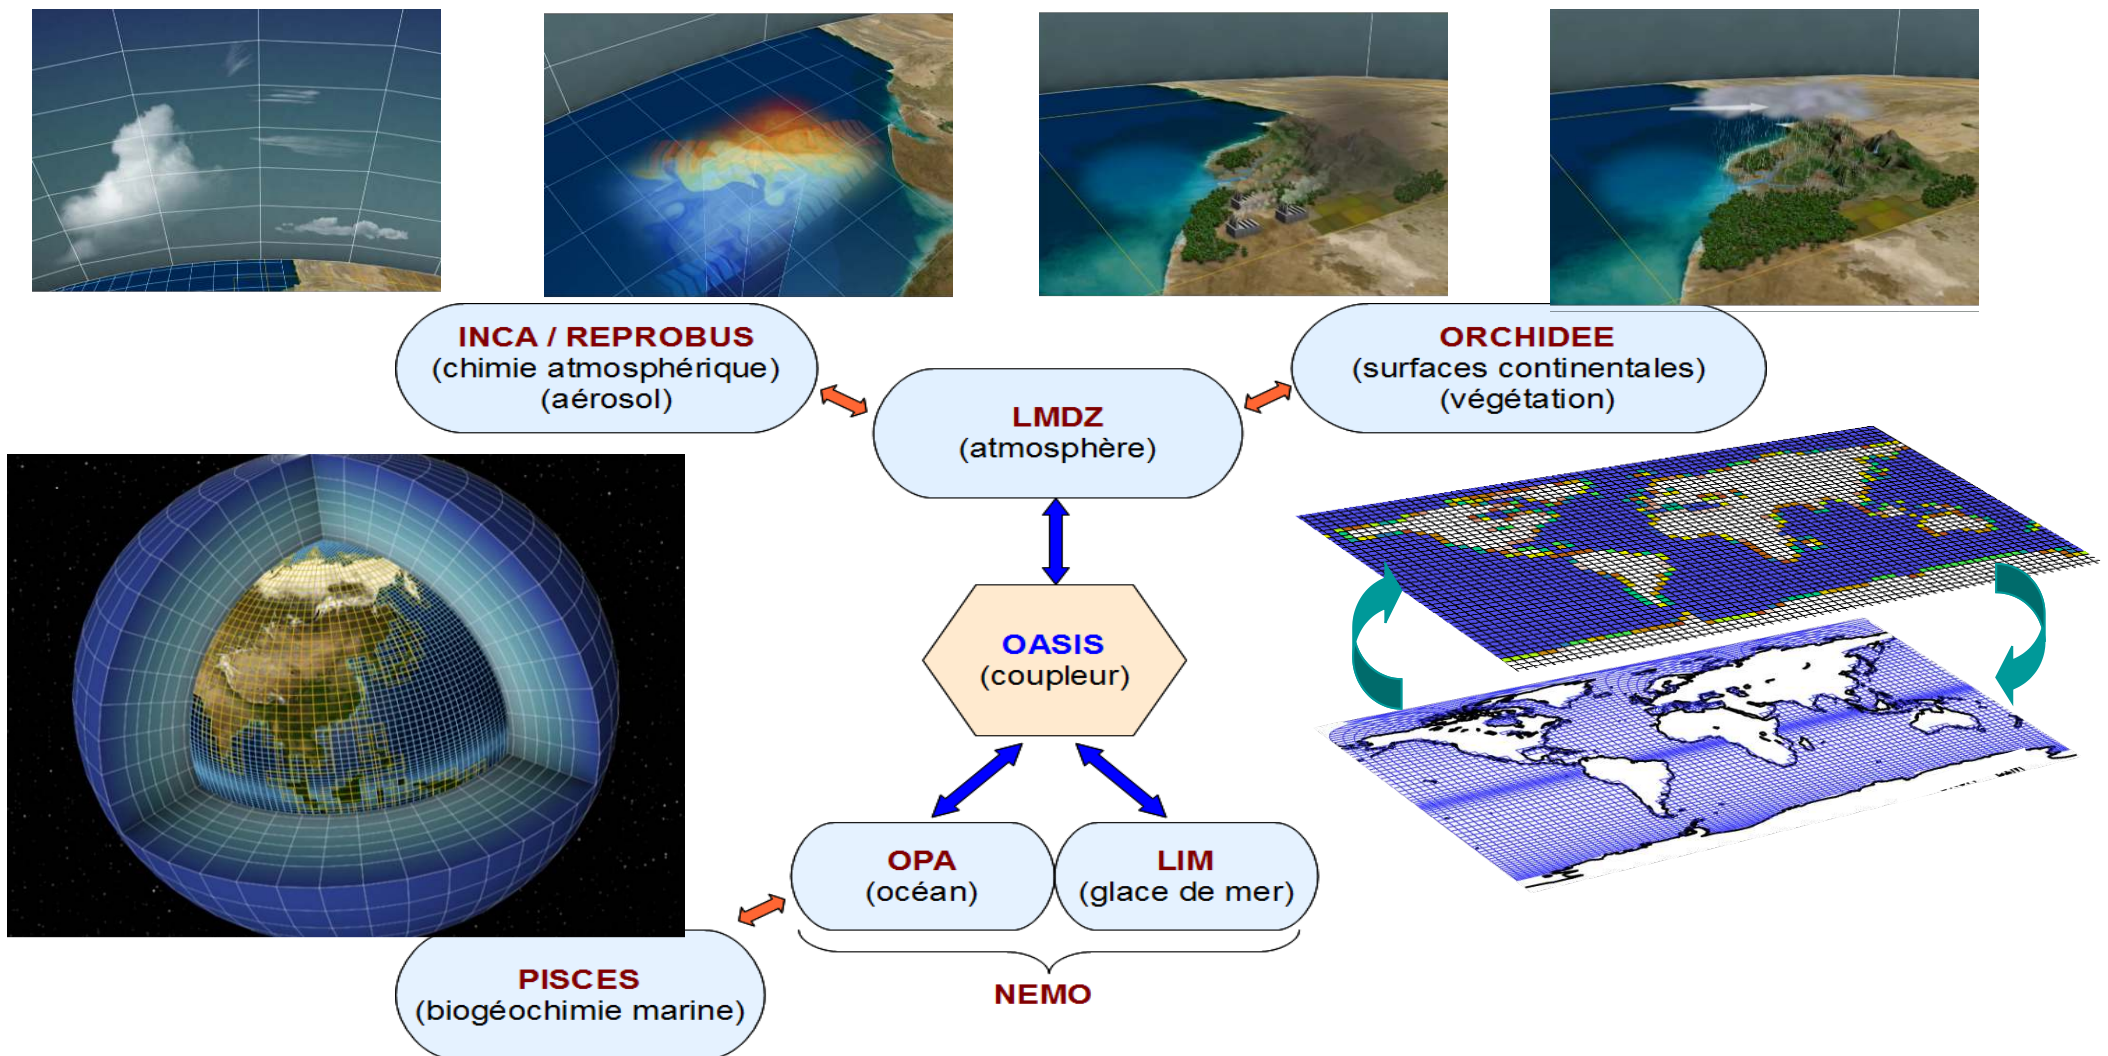 INCA / REPROBUS
(chimie atmosphérique)
(aérosol)
ORCHIDEE
(surfaces continentales)
(végétation)
LMDZ
(atmosphère)
OASIS
(coupleur)
OPA
(océan)
LIM
(glace de mer)
NEMO
PISCES
(biogéochimie marine)